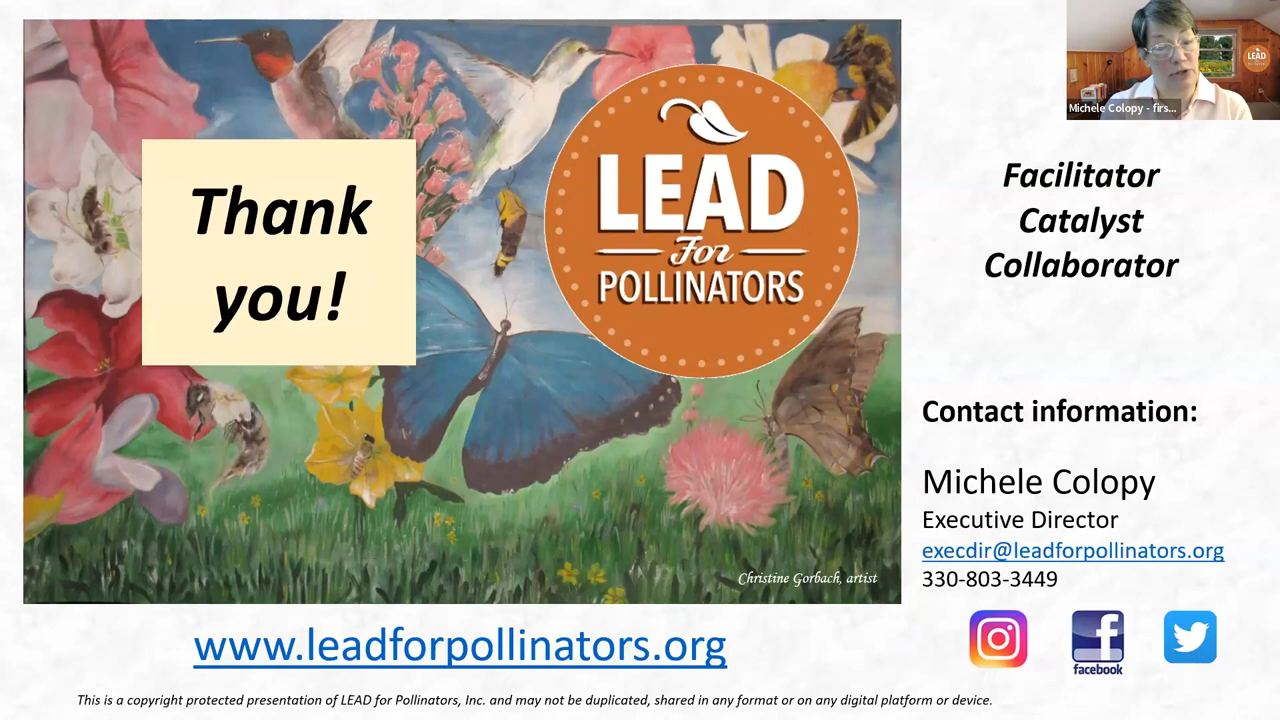 Thank
you!
LEAD
For
POLLINATORS
Christine Gorbach, artist
www.leadforpollinators.org
This is a copyright protected presentation of LEAD for Pollinators, Inc. and may not be duplicated, shared in any format or on any digital platform or device.
LEAD
Michele Colopy - firs...
Facilitator
Catalyst
Collaborator
Contact information:
Michele Colopy
Executive Director
execdir@leadforpollinators.org
330-803-3449
facebook